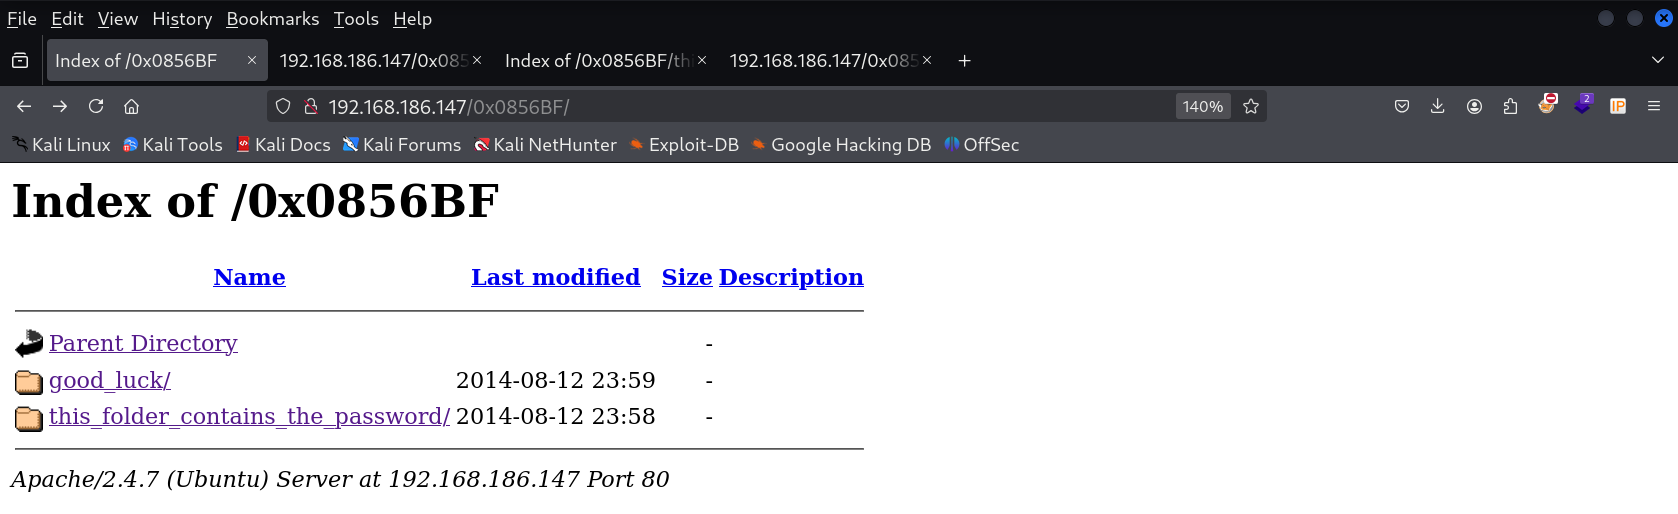 File Edit View History Bookmarks Tools Help
Index of /0x0856BF 192.168.186.147/0x085 Index of /0x0856BF/thi 192.168.186.147/0x085
192.168.186.147/0x0856BF/ 140% 2 IP
Kali Linux Kali Tools Kali Docs Kali Forums Kali NetHunter Exploit-DB Google Hacking DB OffSec
Index of /0x0856BF
Name Last modified Size Description
Parent Directory -
good_luck/ 2014-08-12 23:59 -
this_folder_contains_the_password/ 2014-08-12 23:58 -
Apache/2.4.7 (Ubuntu) Server at 192.168.186.147 Port 80